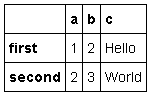 a b c
first 1 2 Hello
second 2 3 World